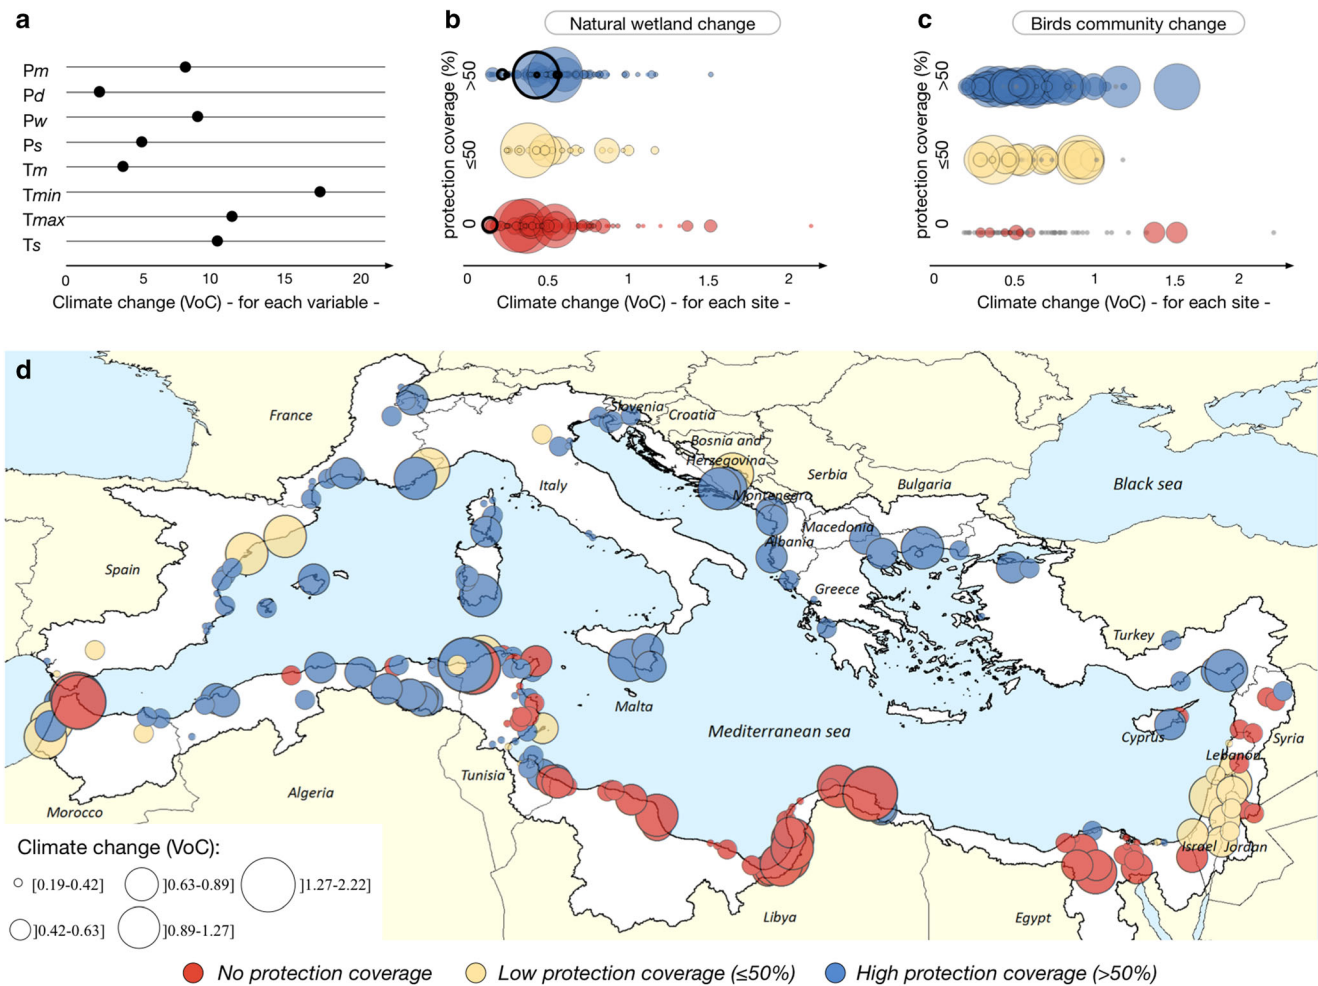 a
Pm
Pd
Pw
Ps
Tm
Tmin
Tmax
Ts
0 5 10 15 20
Climate change (VoC) - for each variable -
b
Natural wetland change
protection coverage (%)
>50
≤50
0
0 0.5 1 1.5 2
Climate change (VoC) - for each site -
c
Birds community change
protection coverage (%)
>50
≤50
0
0 0.5 1 2
Climate change (VoC) - for each site -
d
France
Slovenia
Croatia
Bosnia and
Herzegovina
Serbia
Bulgaria
Black sea
Italy
Montenegro
Macedonia
Albania
Spain
Greece
Turkey
Malta
Mediterranean sea
Cyprus
Syria
Lebanon
Tunisia
Algeria
Morocco
Israel
Jordan
Libya
Egypt
Climate change (VoC):
[0.19-0.42] ]0.63-0.89] ]1.27-2.22]
]0.42-0.63] ]0.89-1.27]
No protection coverage Low protection coverage (≤50%) High protection coverage (>50%)